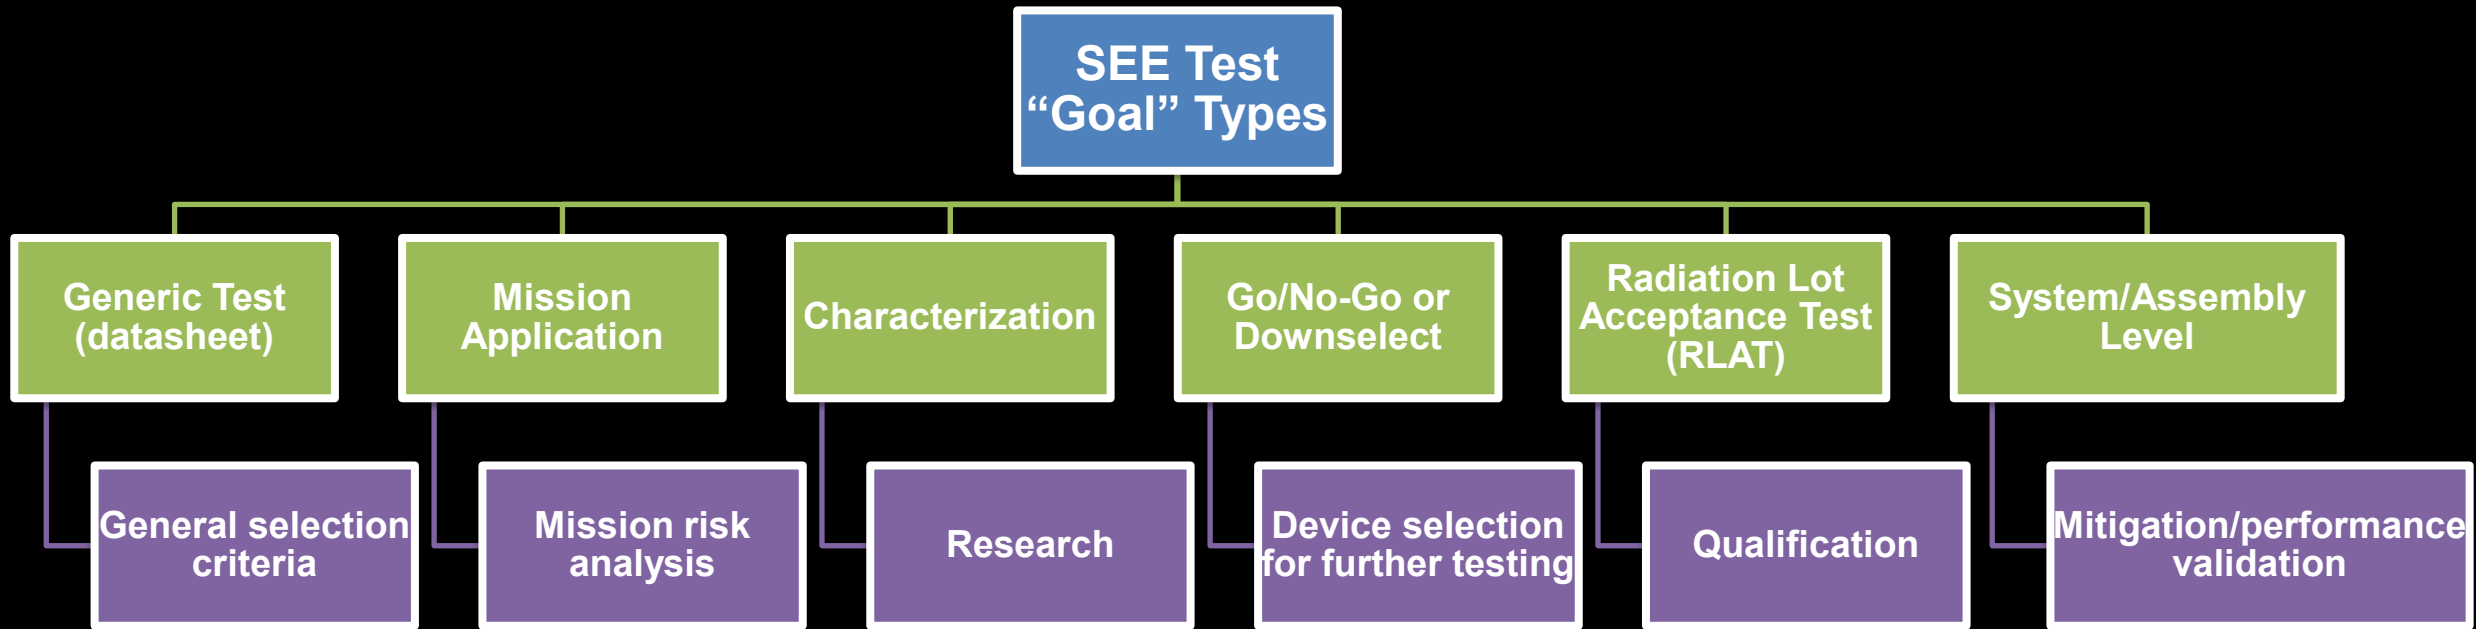 SEE Test
“Goal” Types
Generic Test
(datasheet)
Mission
Application
Characterization
Go/No-Go or
Downselect
Radiation Lot
Acceptance Test
(RLAT)
System/Assembly
Level
General selection
criteria
Mission risk
analysis
Research
Device selection
for further testing
Qualification
Mitigation/performance
validation